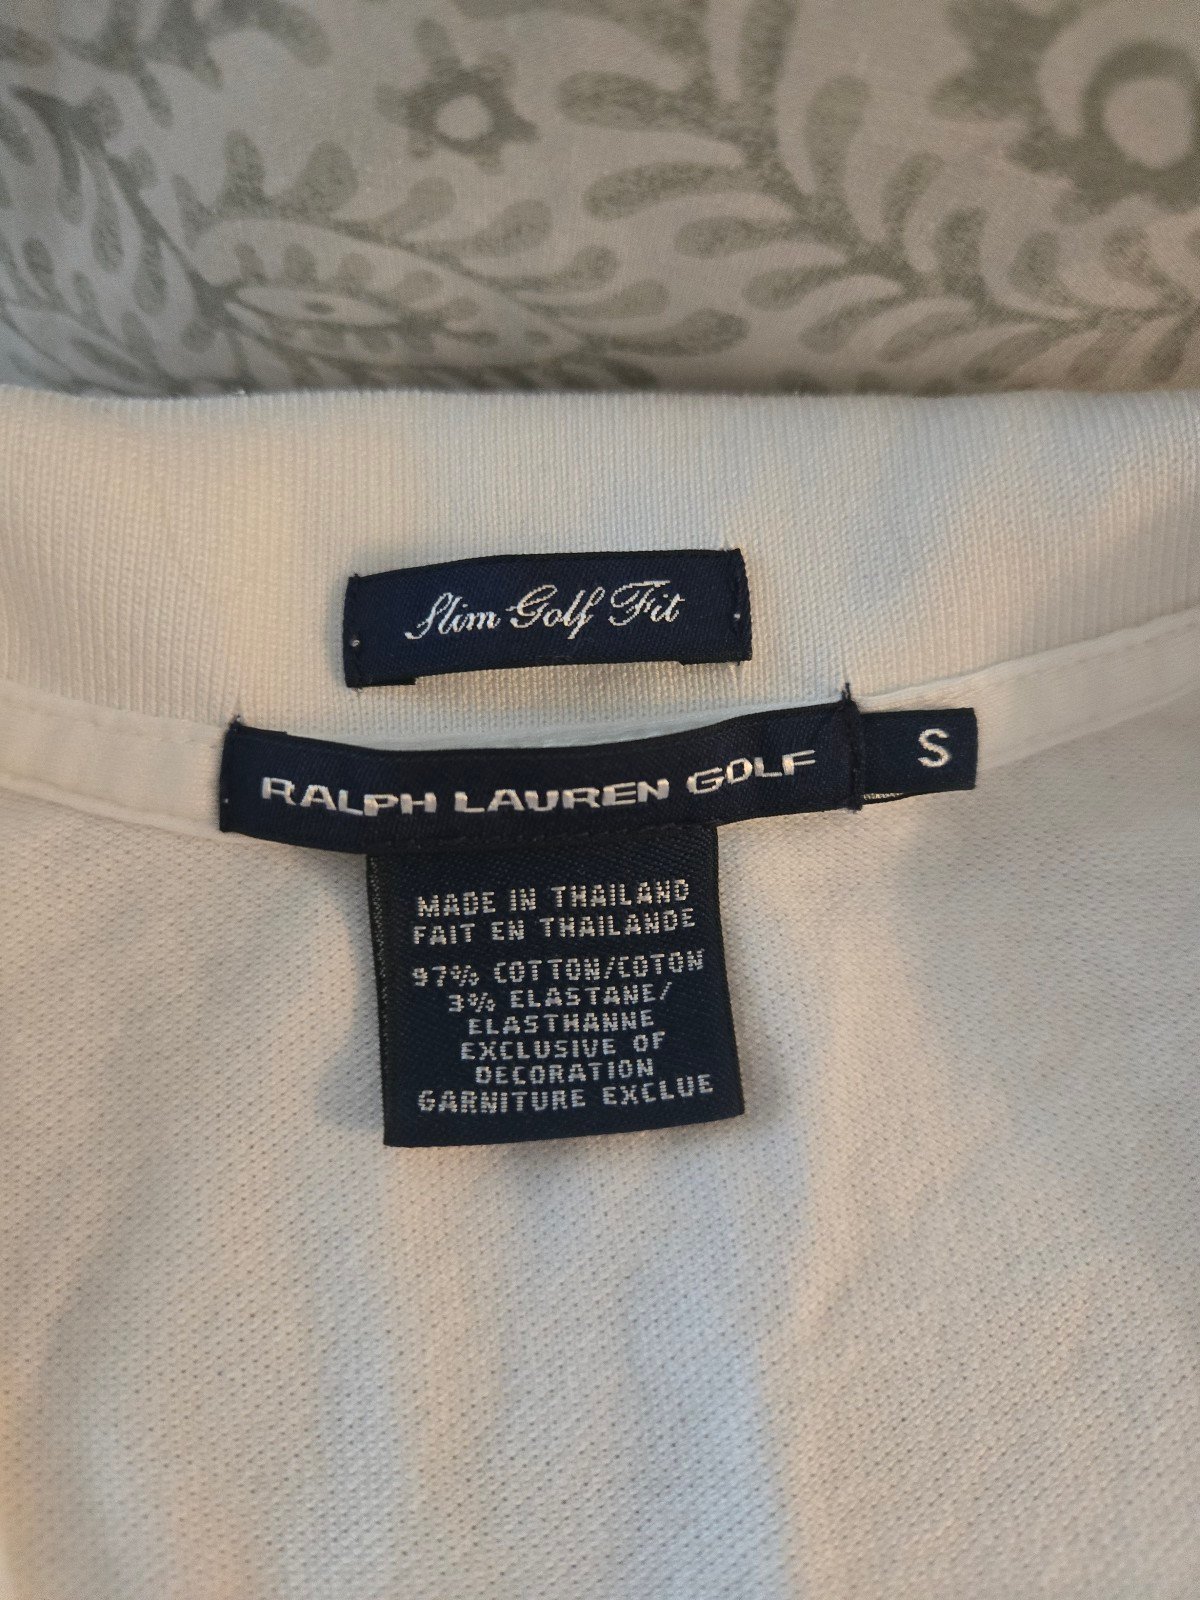 Slim Golf Fit
RALPH LAUREN GOLF
S
MADE IN THAILAND
FAIT EN THAILANDE
97% COTTON/COTON
3% ELASTANE/
ELASTHANNE
EXCLUSIVE OF
DECORATION
GARNITURE EXCLUE